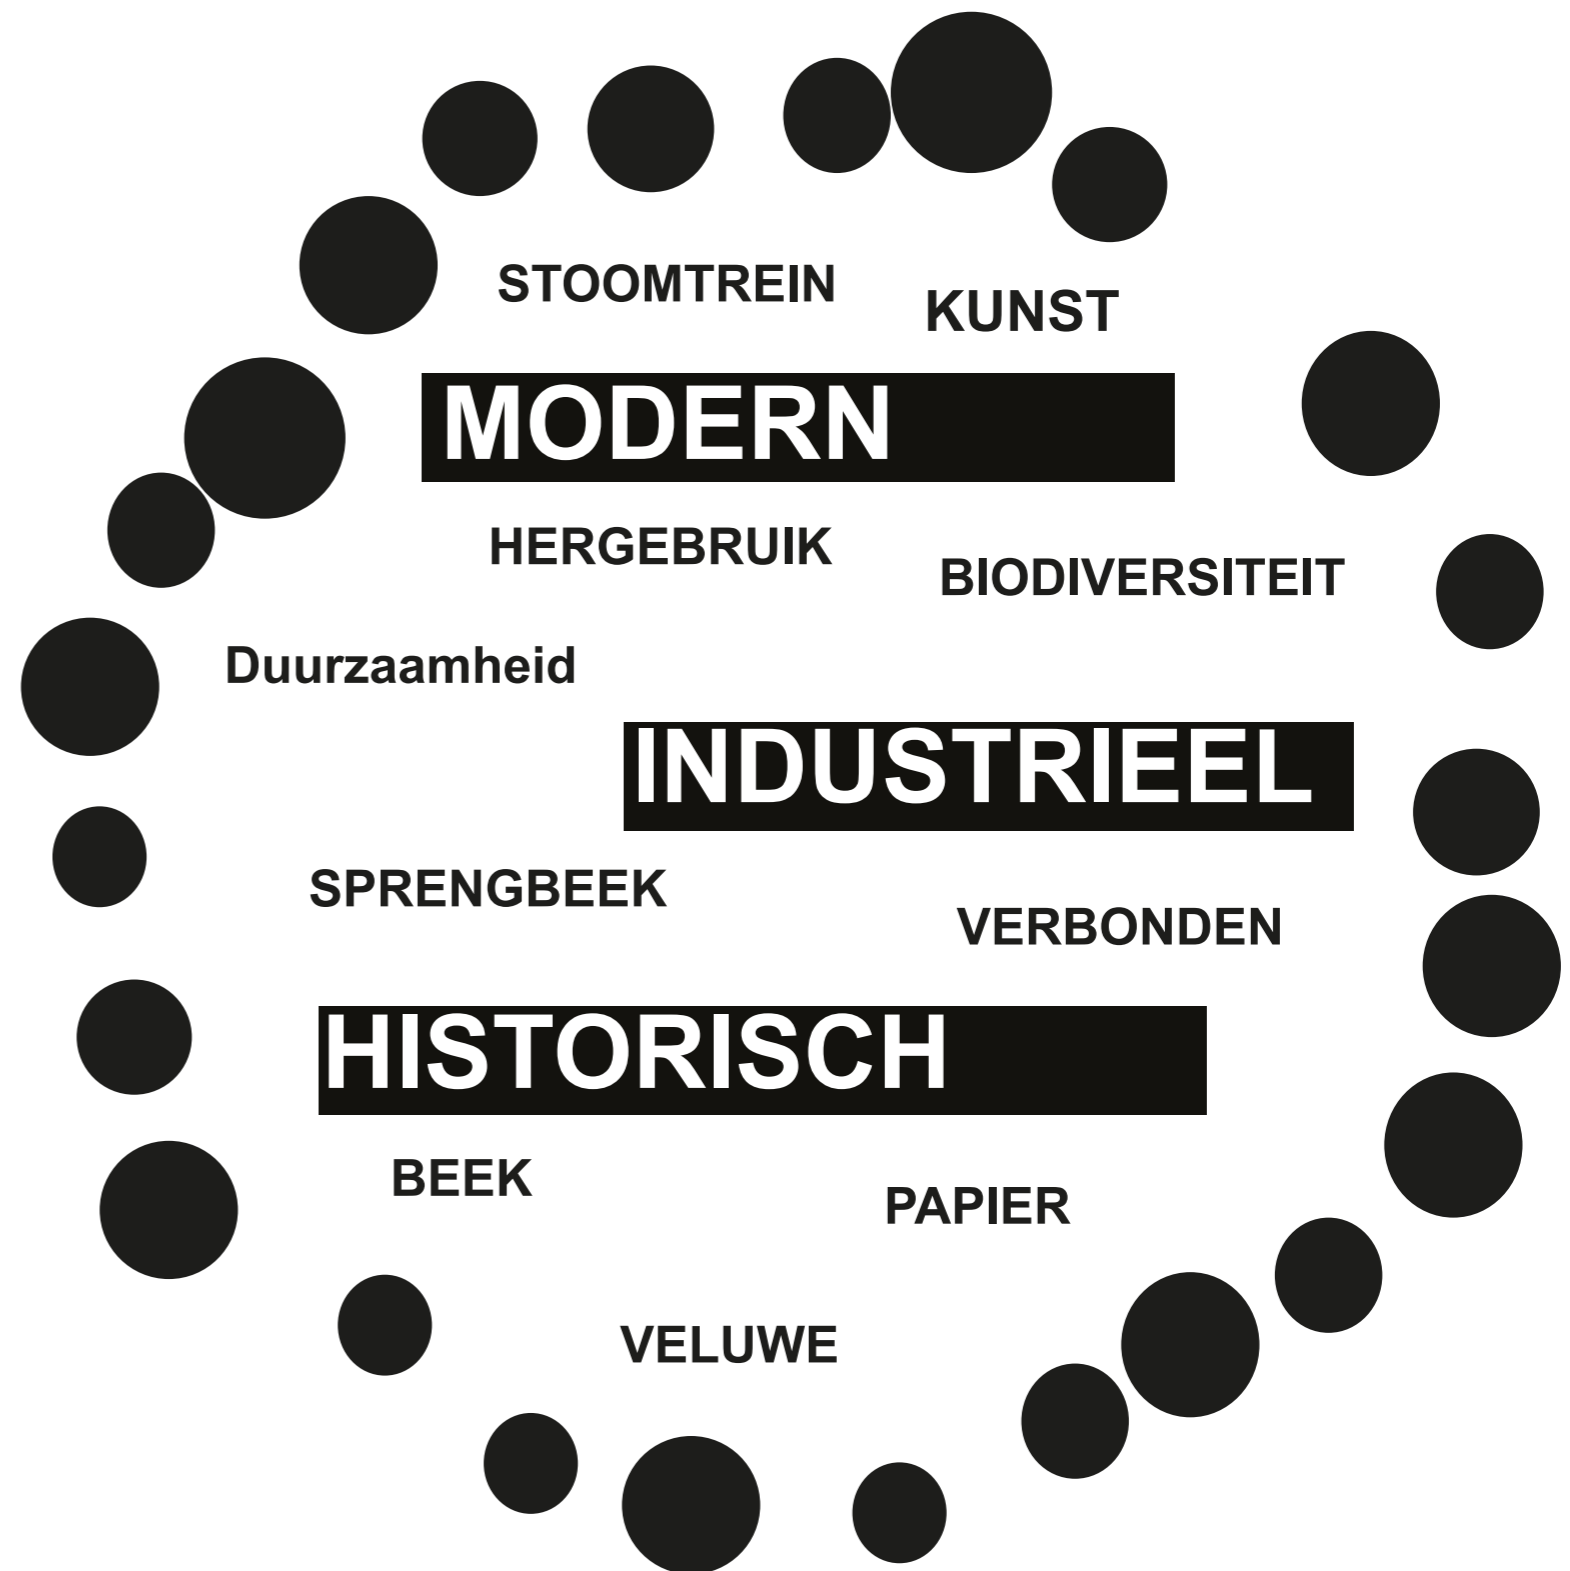 STOOMTREIN
KUNST
MODERN
HERGEBRUIK
BIODIVERSITEIT
Duurzaamheid
INDUSTRIEEL
SPRENGBEEK
VERBONDEN
HISTORISCH
BEEK
PAPIER
VELUWE